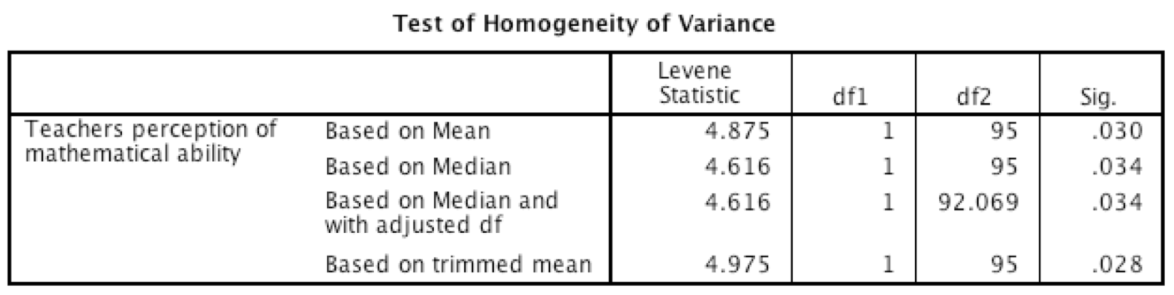 Test of Homogeneity of Variance
Levene Statistic df1 df2 Sig.
Teachers perception of mathematical ability Based on Mean 4.875 1 95 .030
Based on Median 4.616 1 95 .034
Based on Median and with adjusted df 4.616 1 92.069 .034
Based on trimmed mean 4.975 1 95 .028